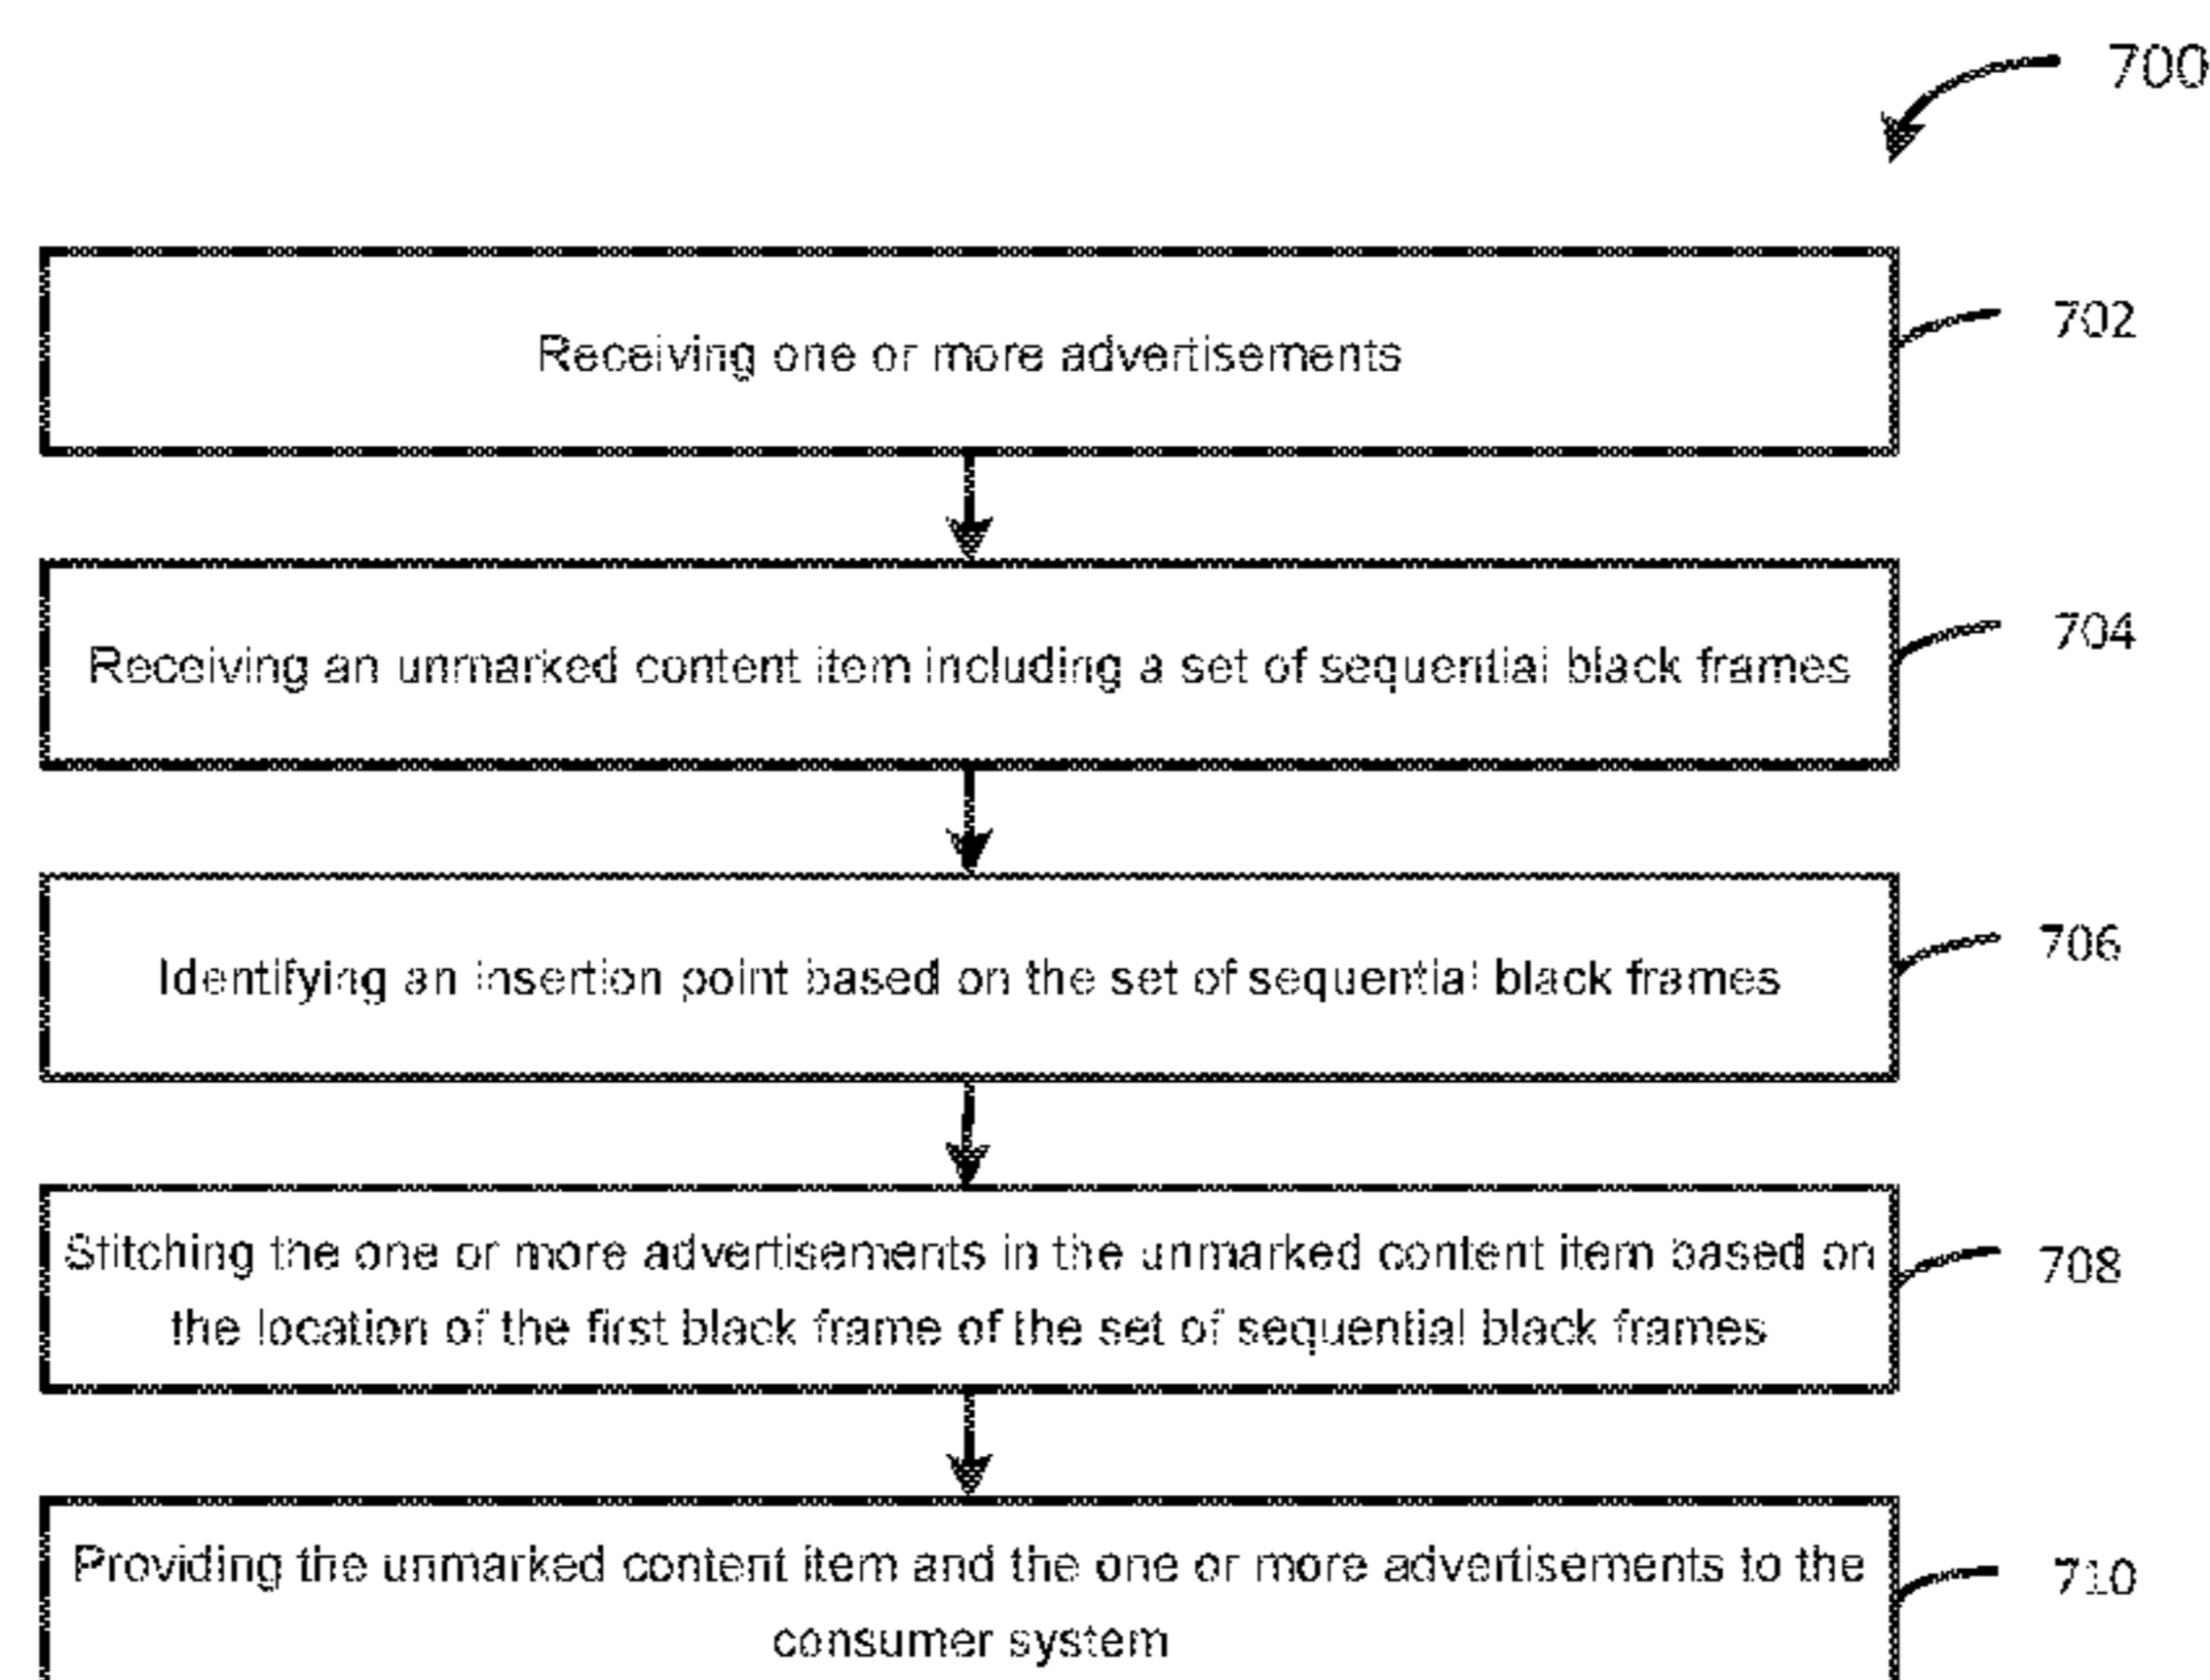 700
Receiving one or more advertisements
702
Receiving an unmarked content item including a set of sequential black frames
704
Identifying an insertion point based on the set of sequential black frames
706
Stitching the one or more advertisements in the unmarked content item based on
the location of the first black frame of the set of sequential black frames
708
Providing the unmarked content item and the one or more advertisements to the
consumer system
710